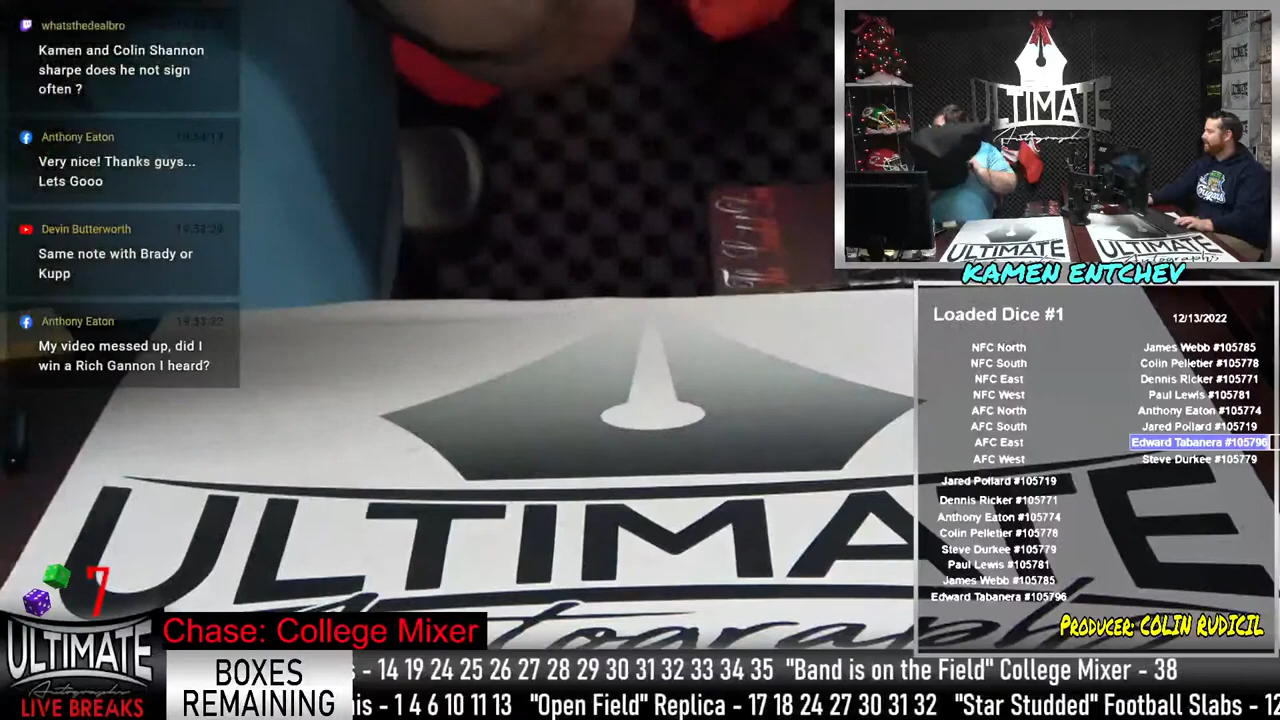 whatsthedealbro
Kamen and Colin Shannon
sharpe does he not sign
often ?
Anthony Eaton
Very nice! Thanks guys...
Lets Gooo
Devin Butterworth
Same note with Brady or
Kupp
Anthony Eaton
My video messed up, did I
win a Rich Gannon I heard?
ULTIMATE
Autographs
ULTIMATE
ULTIMATE
KAMEN ENTCHEV
Loaded Dice #1
12/13/2022
NFC North James Webb #105785
NFC South Colin Pelletier #105778
NFC East Dennis Ricker #105771
NFC West Paul Lewis #105781
AFC North Anthony Eaton #105774
AFC South Jared Pollard #105719
AFC East Edward Tabanera #105796
AFC West Steve Durkee #105779
Jared Pollard #105719
Dennis Ricker #105771
Anthony Eaton #105774
Colin Pelletier #105778
Steve Durkee #105779
Paul Lewis #105781
James Webb #105785
Edward Tabanera #105796
Producer: COLIN RUDICIL
ULTIMATE
Autographs
7
ULTIMATE
Autographs
LIVE BREAKS
Chase: College Mixer
BOXES
REMAINING
s - 14 19 24 25 26 27 28 29 30 31 32 33 34 35 "Band is on the Field" College Mixer - 38
is - 1 4 6 10 11 13 "Open Field" Replica - 17 18 24 27 30 31 32 "Star Studded" Football Slabs - 12